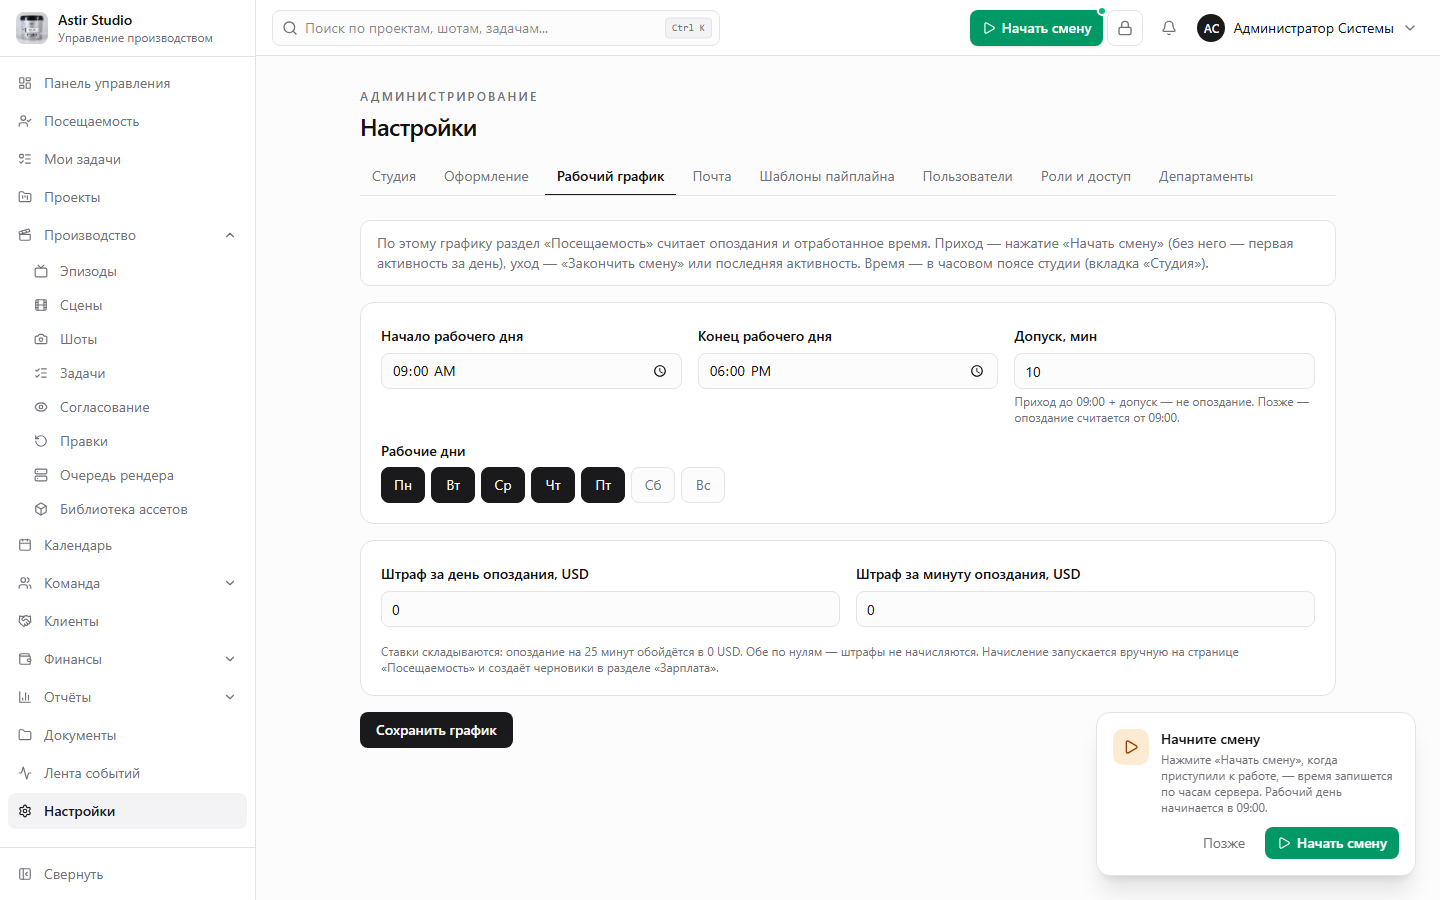 Astir Studio
Управление производством
Поиск по проектам, шотам, задачам...
Ctrl K
Начать смену
АС
Администратор Системы
Панель управления
Посещаемость
Мои задачи
Проекты
Производство
Эпизоды
Сцены
Шоты
Задачи
Согласование
Правки
Очередь рендера
Библиотека ассетов
Календарь
Команда
Клиенты
Финансы
Отчёты
Документы
Лента событий
Настройки
Свернуть
АДМИНИСТРИРОВАНИЕ
Настройки
Студия
Оформление
Рабочий график
Почта
Шаблоны пайплайна
Пользователи
Роли и доступ
Департаменты
По этому графику раздел «Посещаемость» считает опоздания и отработанное время. Приход — нажатие «Начать смену» (без него — первая
активность за день), уход — «Закончить смену» или последняя активность. Время — в часовом поясе студии (вкладка «Студия»).
Начало рабочего дня
09:00 AM
Конец рабочего дня
06:00 PM
Допуск, мин
10
Приход до 09:00 + допуск — не опоздание. Позже —
опоздание считается от 09:00.
Рабочие дни
Пн
Вт
Ср
Чт
Пт
Сб
Вс
Штраф за день опоздания, USD
0
Штраф за минуту опоздания, USD
0
Ставки складываются: опоздание на 25 минут обойдётся в 0 USD. Обе по нулям — штрафы не начисляются. Начисление запускается вручную на странице
«Посещаемость» и создаёт черновики в разделе «Зарплата».
Сохранить график
Начните смену
Нажмите «Начать смену», когда
приступили к работе, — время запишется
по часам сервера. Рабочий день
начинается в 09:00.
Позже
Начать смену